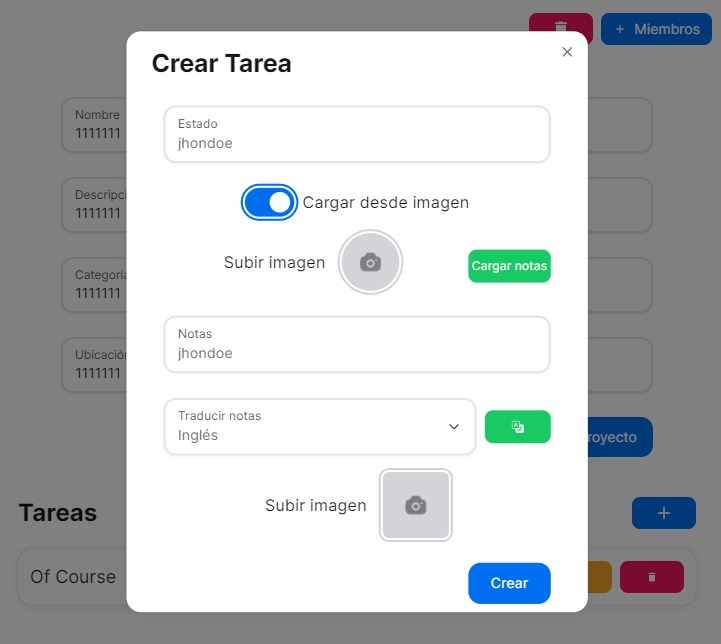 + Miembros
Crear Tarea
Nombre
1111111
Estado
jhondoe
Descripci
1111111
Cargar desde imagen
Subir imagen
Cargar notas
Categoría
1111111
Notas
jhondoe
Ubicación
1111111
Traducir notas
Inglés
royecto
Subir imagen
Tareas
+
Of Course
Crear